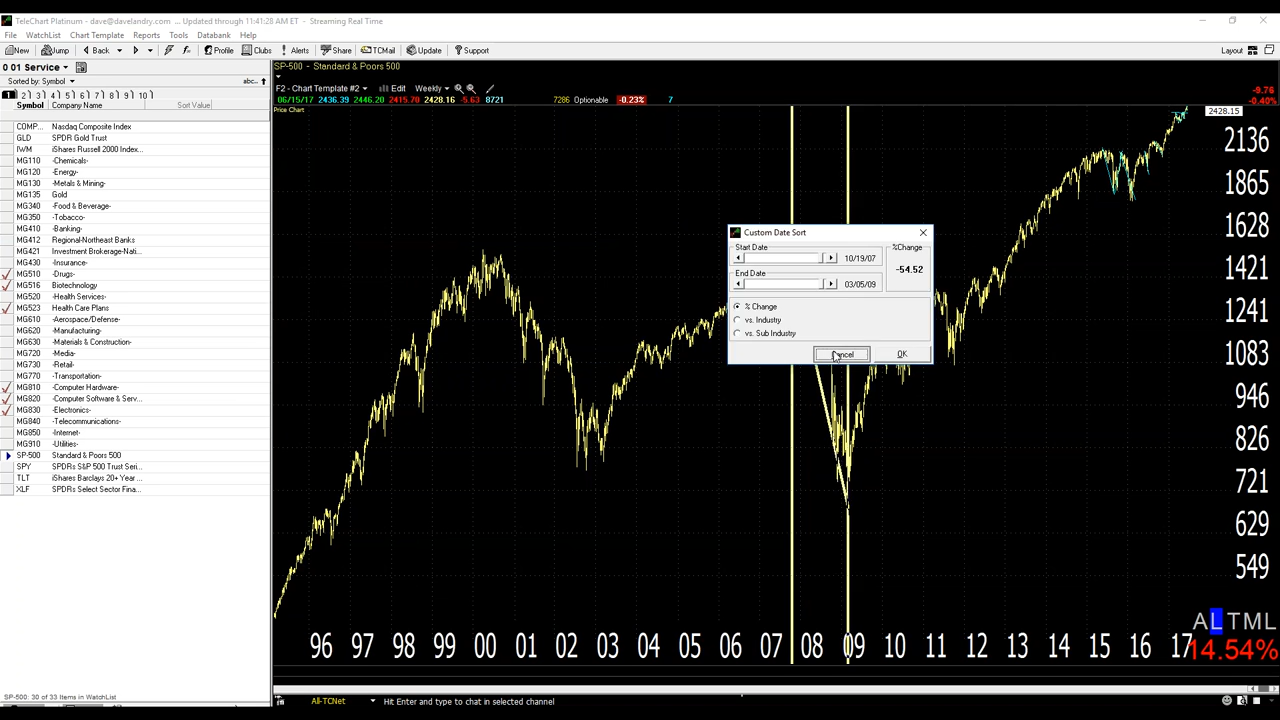 TeleChart Platinum - dave@davelandry.com ... Updated through 11:41:28 AM ET - Streaming Real Time
File WatchList Chart Template Reports Tools Databank Help
New Jump Back Profile Clubs Alerts Share TCMail Update Support Layout
0 01 Service
Sorted by: Symbol abc..
1 2 3 4 5 6 7 8 9 10
Symbol Company Name Sort Value
COMP... Nasdaq Composite Index
GLD SPDR Gold Trust
IWM iShares Russell 2000 Index...
MG110 -Chemicals-
MG120 -Energy-
MG130 -Metals & Mining-
MG135 Gold
MG340 -Food & Beverage-
MG350 -Tobacco-
MG410 -Banking-
MG412 Regional-Northeast Banks
MG421 Investment Brokerage-Nati...
MG430 -Insurance-
MG510 -Drugs-
MG516 Biotechnology
MG520 -Health Services-
MG523 Health Care Plans
MG610 -Aerospace/Defense-
MG620 -Manufacturing-
MG630 -Materials & Construction-
MG720 -Media-
MG730 -Retail-
MG770 -Transportation-
MG810 -Computer Hardware-
MG820 -Computer Software & Serv...
MG830 -Electronics-
MG840 -Telecommunications-
MG850 -Internet-
MG910 -Utilities-
SP-500 Standard & Poors 500
SPY SPDRs S&P 500 Trust Seri...
TLT iShares Barclays 20+ Year ...
XLF SPDRs Select Sector Fina...
SP-500: 30 of 33 Items in WatchList
SP-500 - Standard & Poors 500
F2 - Chart Template #2 Edit Weekly
06/15/17 2436.39 2446.20 2415.70 2428.16 -5.63 8721 7286 Optionable -0.23% 7
-9.76
-0.40%
Price Chart
2428.15
2136
1865
1628
1421
1241
1083
946
826
721
629
549
Custom Date Sort
Start Date
10/19/07
End Date
03/05/09
%Change
-54.52
% Change
vs. Industry
vs. Sub Industry
Cancel OK
96 97 98 99 00 01 02 03 04 05 06 07 08 09 10 11 12 13 14 15 16 17
ALTML
14.54%
All-TCNet Hit Enter and type to chat in selected channel